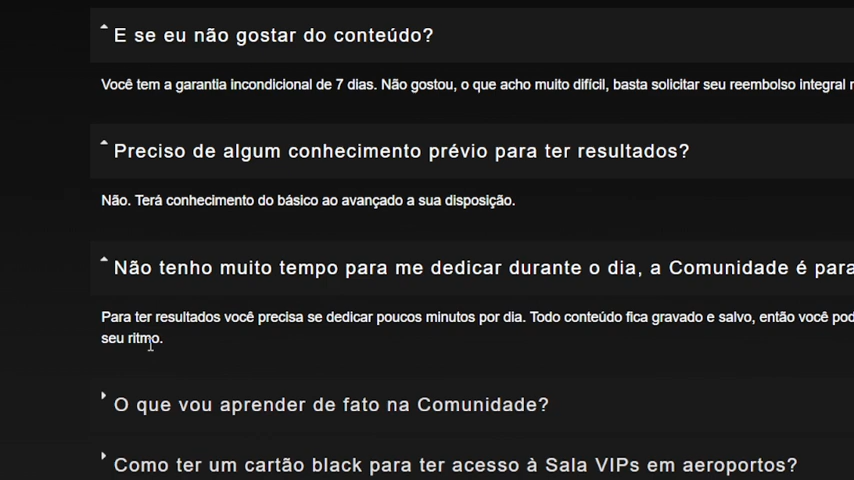 E se eu não gostar do conteúdo?
Você tem a garantia incondicional de 7 dias. Não gostou, o que acho muito difícil, basta solicitar seu reembolso integral
Preciso de algum conhecimento prévio para ter resultados?
Não. Terá conhecimento do básico ao avançado a sua disposição.
Não tenho muito tempo para me dedicar durante o dia, a Comunidade é para
Para ter resultados você precisa se dedicar poucos minutos por dia. Todo conteúdo fica gravado e salvo, então você
seu ritmo.
O que vou aprender de fato na Comunidade?
Como ter um cartão black para ter acesso à Sala VIPs em aeroportos?